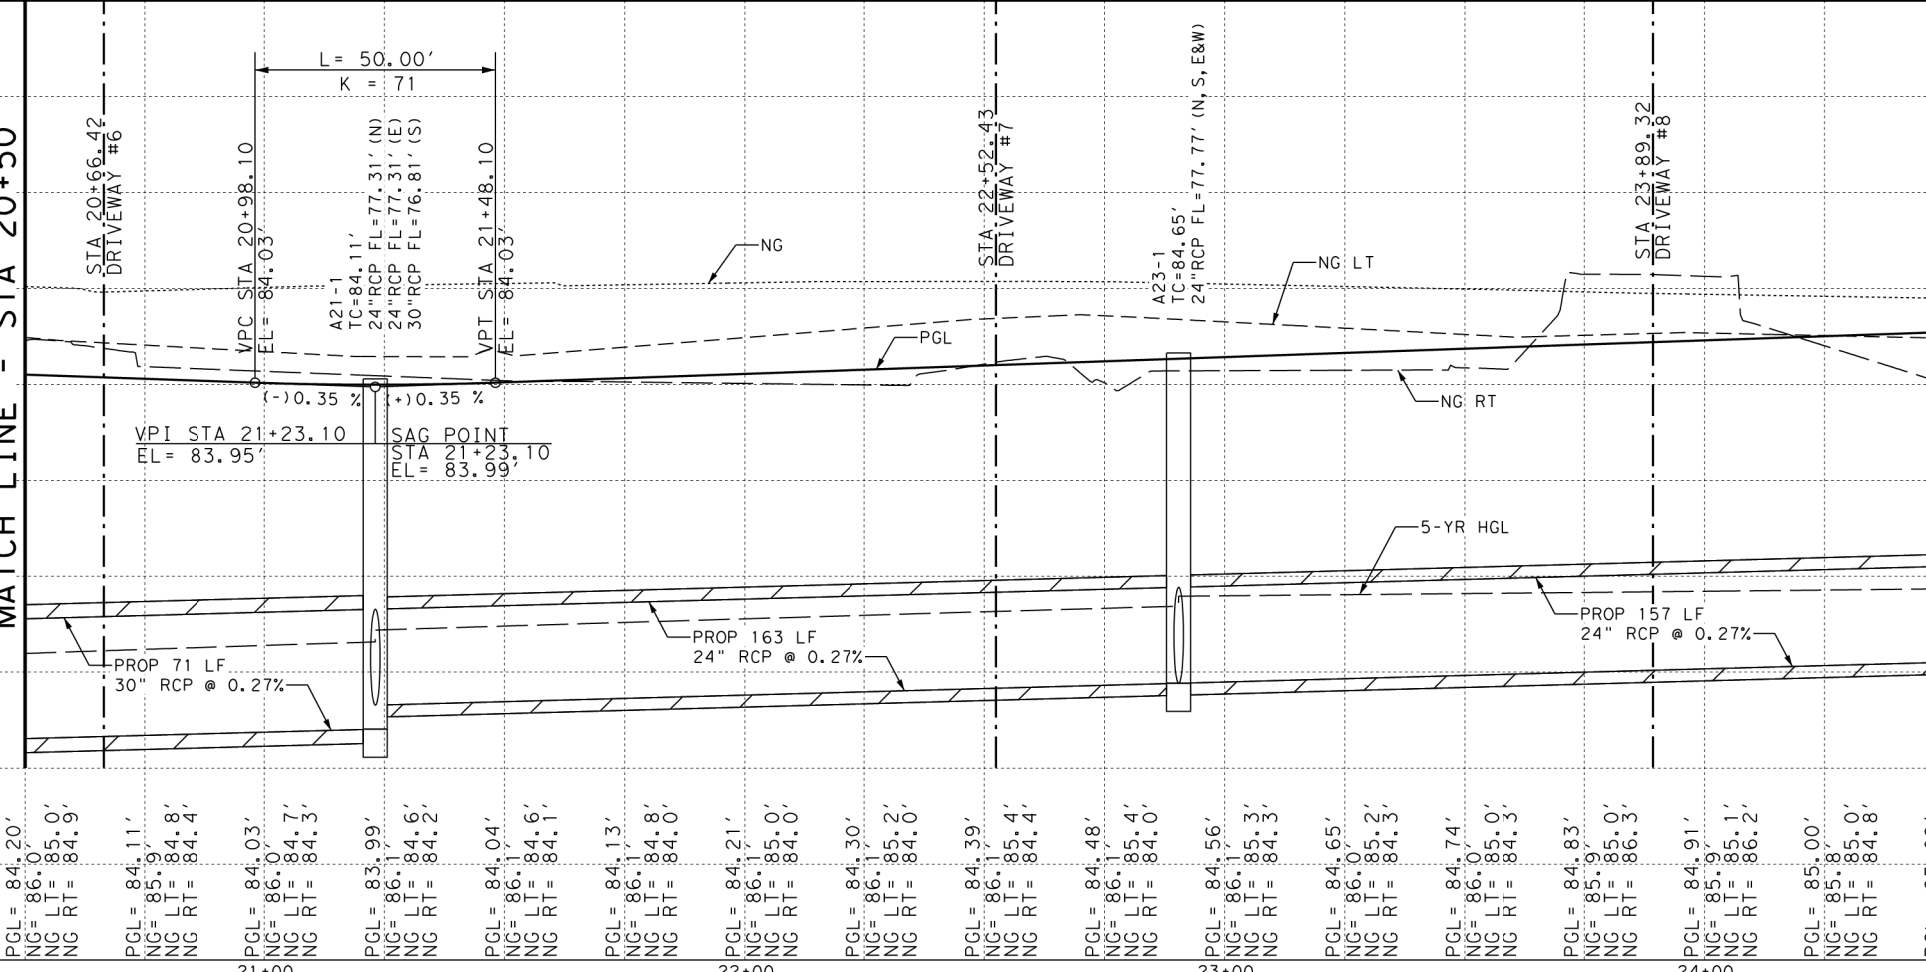 MATCH LINE - STA 20+50
STA 20+66.42
DRIVEWAY #6
L= 50.00'
K = 71
VPC STA 20+98.10
EL= 84.03'
A21-1
TC=84.11'
24"RCP FL=77.31'(N)
24"RCP FL=77.31'(E)
30"RCP FL=76.81'(S)
VPT STA 21+48.10
EL= 84.03'
NG
STA 22+52.43
DRIVEWAY #7
A23-1
TC=84.65'
24"RCP FL=77.77'(N,S,E&W)
NG LT
STA 23+89.32
DRIVEWAY #8
PGL
NG RT
(-)0.35 %
(+)0.35 %
VPI STA 21+23.10
EL= 83.95'
SAG POINT
STA 21+23.10
EL= 83.99'
5-YR HGL
PROP 71 LF
30" RCP @ 0.27%
PROP 163 LF
24" RCP @ 0.27%
PROP 157 LF
24" RCP @ 0.27%
PGL= 84.20'
NG= 86.0'
NG LT= 85.0'
NG RT= 84.9'
PGL= 84.11'
NG= 85.9'
NG LT= 84.8'
NG RT= 84.4'
PGL= 84.03'
NG= 86.0'
NG LT= 84.7'
NG RT= 84.3'
PGL= 83.99'
NG= 86.1'
NG LT= 84.6'
NG RT= 84.2'
PGL= 84.04'
NG= 86.1'
NG LT= 84.6'
NG RT= 84.1'
PGL= 84.13'
NG= 86.1'
NG LT= 84.8'
NG RT= 84.0'
PGL= 84.21'
NG= 86.1'
NG LT= 85.0'
NG RT= 84.0'
PGL= 84.30'
NG= 86.1'
NG LT= 85.2'
NG RT= 84.0'
PGL= 84.39'
NG= 86.1'
NG LT= 85.4'
NG RT= 84.4'
PGL= 84.48'
NG= 86.1'
NG LT= 85.4'
NG RT= 84.0'
PGL= 84.56'
NG= 86.1'
NG LT= 85.3'
NG RT= 84.3'
PGL= 84.65'
NG= 86.0'
NG LT= 85.2'
NG RT= 84.3'
PGL= 84.74'
NG= 86.0'
NG LT= 85.0'
NG RT= 84.3'
PGL= 84.83'
NG= 85.9'
NG LT= 85.0'
NG RT= 86.3'
PGL= 84.91'
NG= 85.9'
NG LT= 85.1'
NG RT= 86.2'
PGL= 85.00'
NG= 85.8'
NG LT= 85.0'
NG RT= 84.8'
21+00
22+00
23+00
24+00